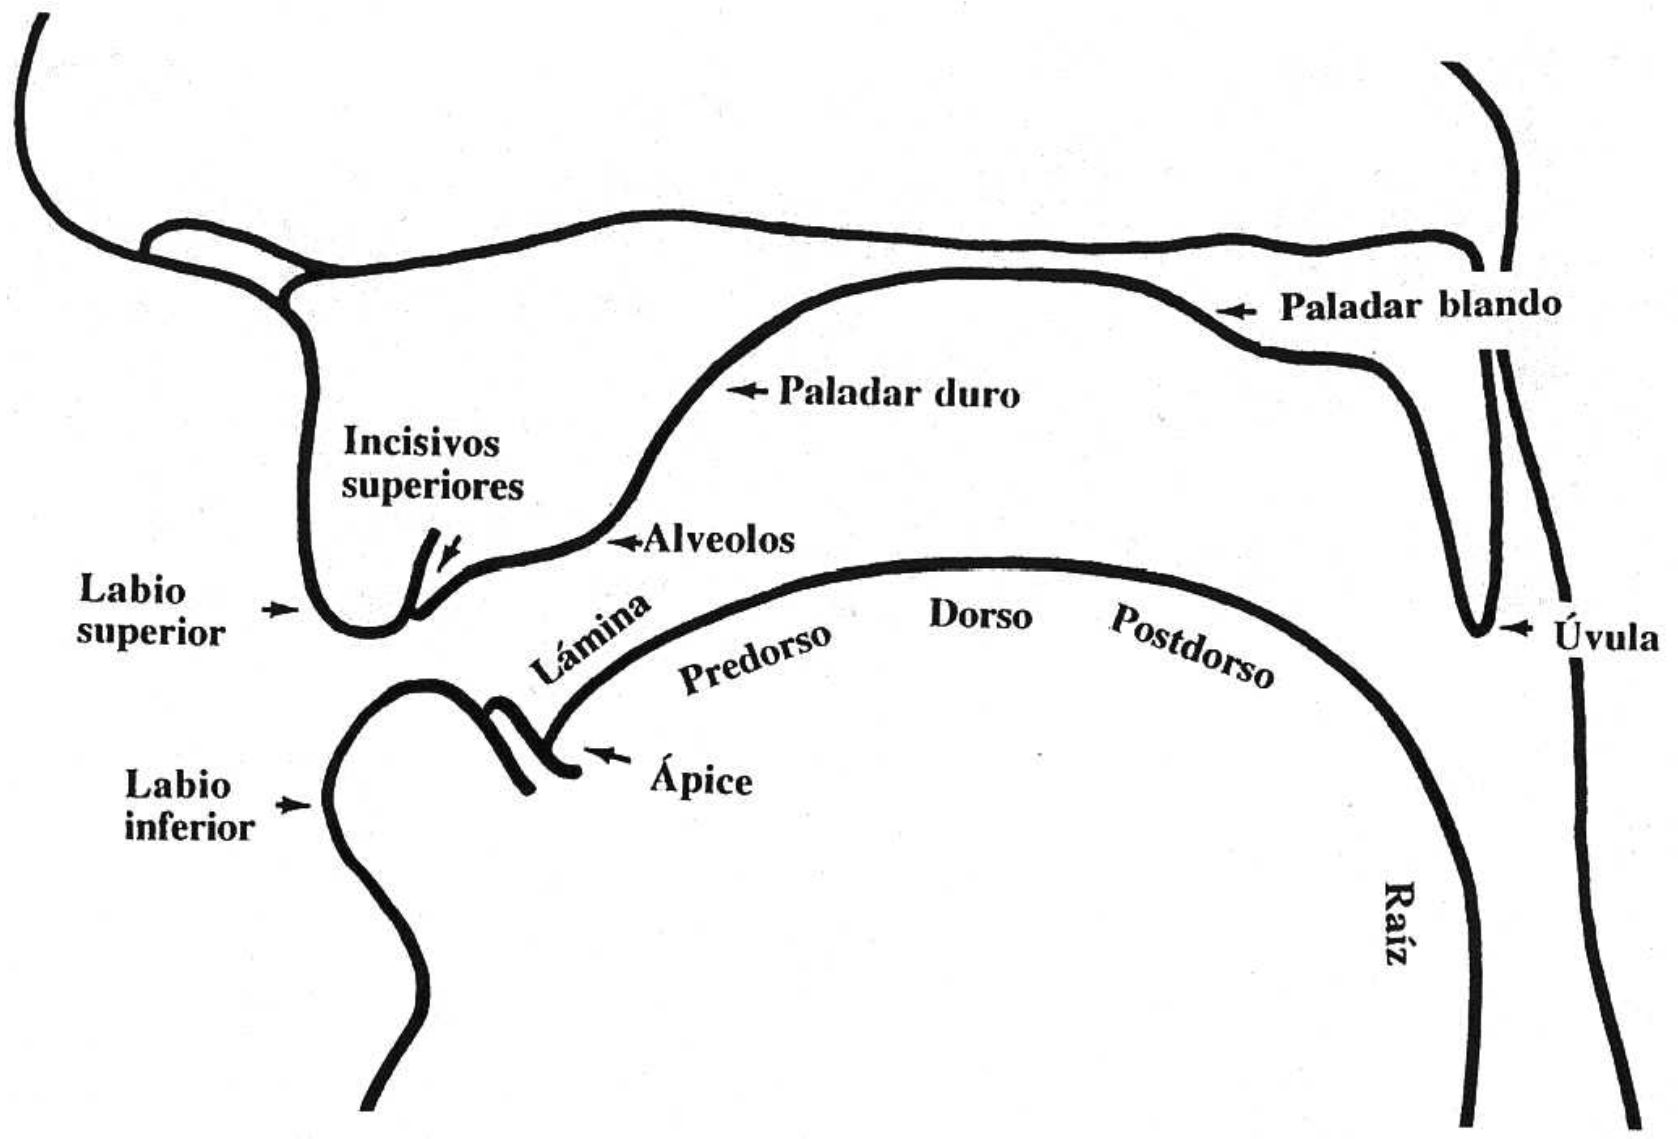 Paladar blando
Paladar duro
Incisivos
superiores
Alveolos
Labio
superior
Lámina
Predorso
Dorso
Postdorso
Úvula
Ápice
Labio
inferior
Raíz